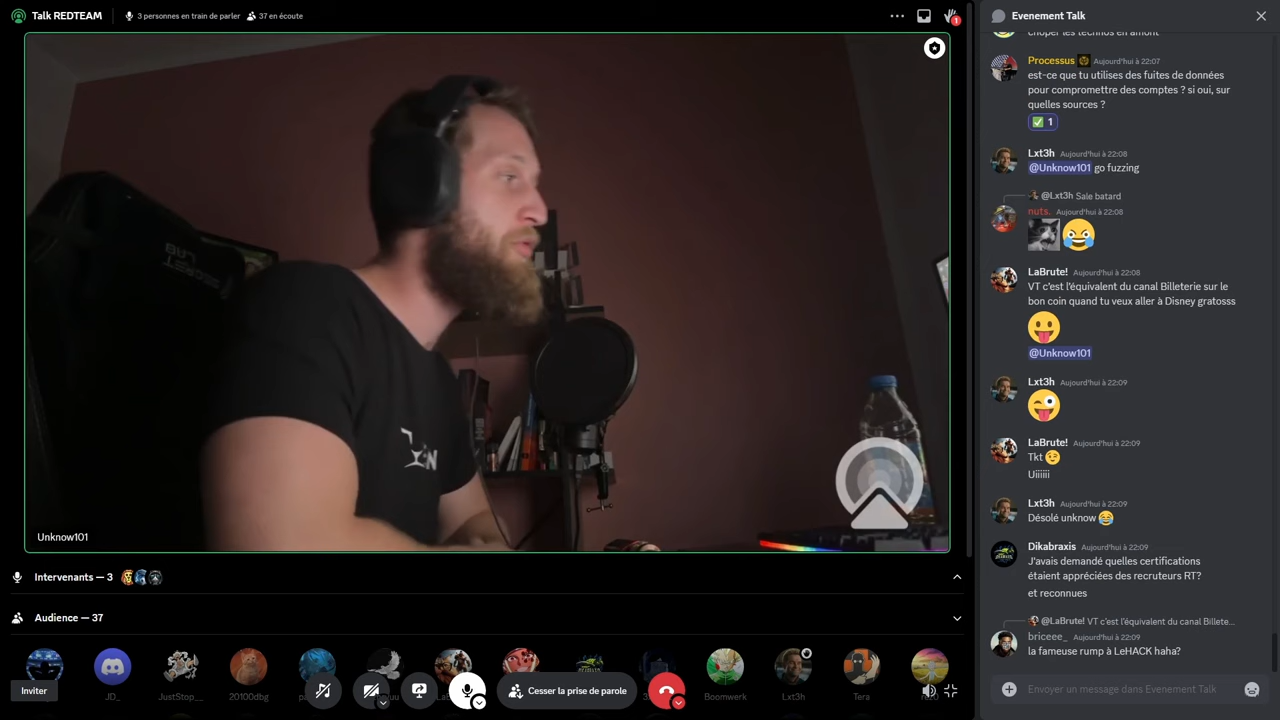 Talk REDTEAM
3 personnes en train de parler
37 en écoute
1
Evenement Talk
choper les technos en amont
Processus Aujourd'hui à 22:07
est-ce que tu utilises des fuites de données
pour compromettre des comptes ? si oui, sur
quelles sources ?
1
Lxt3h Aujourd'hui à 22:08
@Unknow101 go fuzzing
@Lxt3h Sale batard
nuts. Aujourd'hui à 22:08
LaBrute! Aujourd'hui à 22:08
VT c'est l'équivalent du canal Billeterie sur le
bon coin quand tu veux aller à Disney gratosss
@Unknow101
Lxt3h Aujourd'hui à 22:09
LaBrute! Aujourd'hui à 22:09
Tkt
Uiiiiii
Lxt3h Aujourd'hui à 22:09
Désolé unknow
Dikabraxis Aujourd'hui à 22:09
J'avais demandé quelles certifications
étaient appréciées des recruteurs RT?
et reconnues
@LaBrute! VT c'est l'équivalent du canal Billete...
briceee_ Aujourd'hui à 22:09
la fameuse rump à LeHACK haha?
Envoyer un message dans Evenement Talk
Unknow101
Intervenants — 3
Audience — 37
Inviter
Cesser la prise de parole
JD_
JustStop__
20100dbg
Boomwerk
Lxt3h
Tera